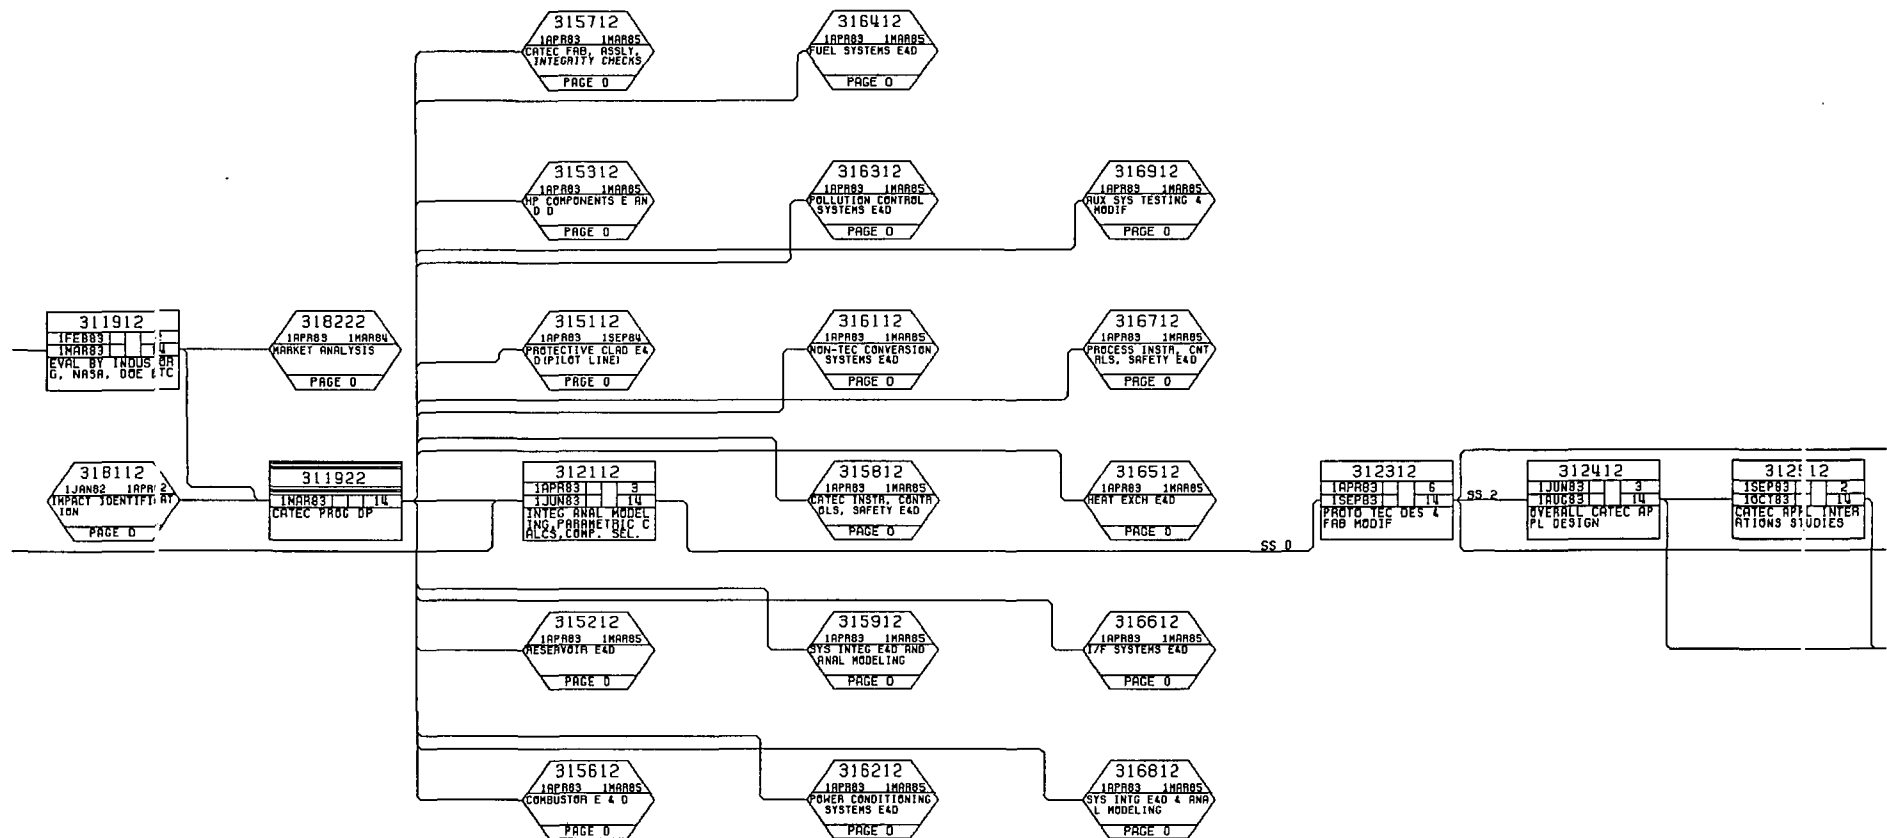 315712
1APR83 1MAR85
CATEC FAB, ASSLY,
INTEGRITY CHECKS
PAGE 0
316412
1APR83 1MAR85
FUEL SYSTEMS E&D
PAGE 0
315312
1APR83 1MAR85
HP COMPONENTS E AN
D D
PAGE 0
316312
1APR83 1MAR85
POLLUTION CONTROL
SYSTEMS E&D
PAGE 0
316912
1APR83 1MAR85
AUX SYS TESTING &
MODIF
PAGE 0
311912
1FEB83
1MAR83 4
EVAL BY INDUS OR
G, NASA, DOE ETC
318222
1APR83 1MAR84
MARKET ANALYSIS
PAGE 0
315112
1APR83 1SEP84
PROTECTIVE CLAD E&
D(PILOT LINE)
PAGE 0
316112
1APR83 1MAR85
NON-TEC CONVERSION
SYSTEMS E&D
PAGE 0
316712
1APR83 1MAR85
PROCESS INSTR, CNT
RLS, SAFETY E&D
PAGE 0
318112
1JAN82
IMPACT IDENTIFICAT
ION
PAGE 0
311922
1MAR83 14
CATEC PROG DP
312112
1APR83 3
1JUN83 14
INTEG ANAL MODEL
ING,PARAMETRIC C
ALCS,COMP. SEL.
315812
1APR83 1MAR85
CATEC INSTR, CONTR
OLS, SAFETY E&D
PAGE 0
316512
1APR83 1MAR85
HEAT EXCH E&D
PAGE 0
SS 0
312312
1APR83 6
1SEP83 14
PROTO TEC DES &
FAB MODIF
SS 2
312412
1JUN83 3
1AUG83 14
OVERALL CATEC AP
PL DESIGN
312512
1SEP83 2
1OCT83 14
CATEC APPL INTER
ATIONS STUDIES
315212
1APR83 1MAR85
RESERVOIR E&D
PAGE 0
315912
1APR83 1MAR85
SYS INTEG E&D AND
ANAL MODELING
PAGE 0
316612
1APR83 1MAR85
I/F SYSTEMS E&D
PAGE 0
315612
1APR83 1MAR85
COMBUSTOR E & D
PAGE 0
316212
1APR83 1MAR85
POWER CONDITIONING
SYSTEMS E&D
PAGE 0
316812
1APR83 1MAR85
SYS INTG E&D & ANA
L MODELING
PAGE 0